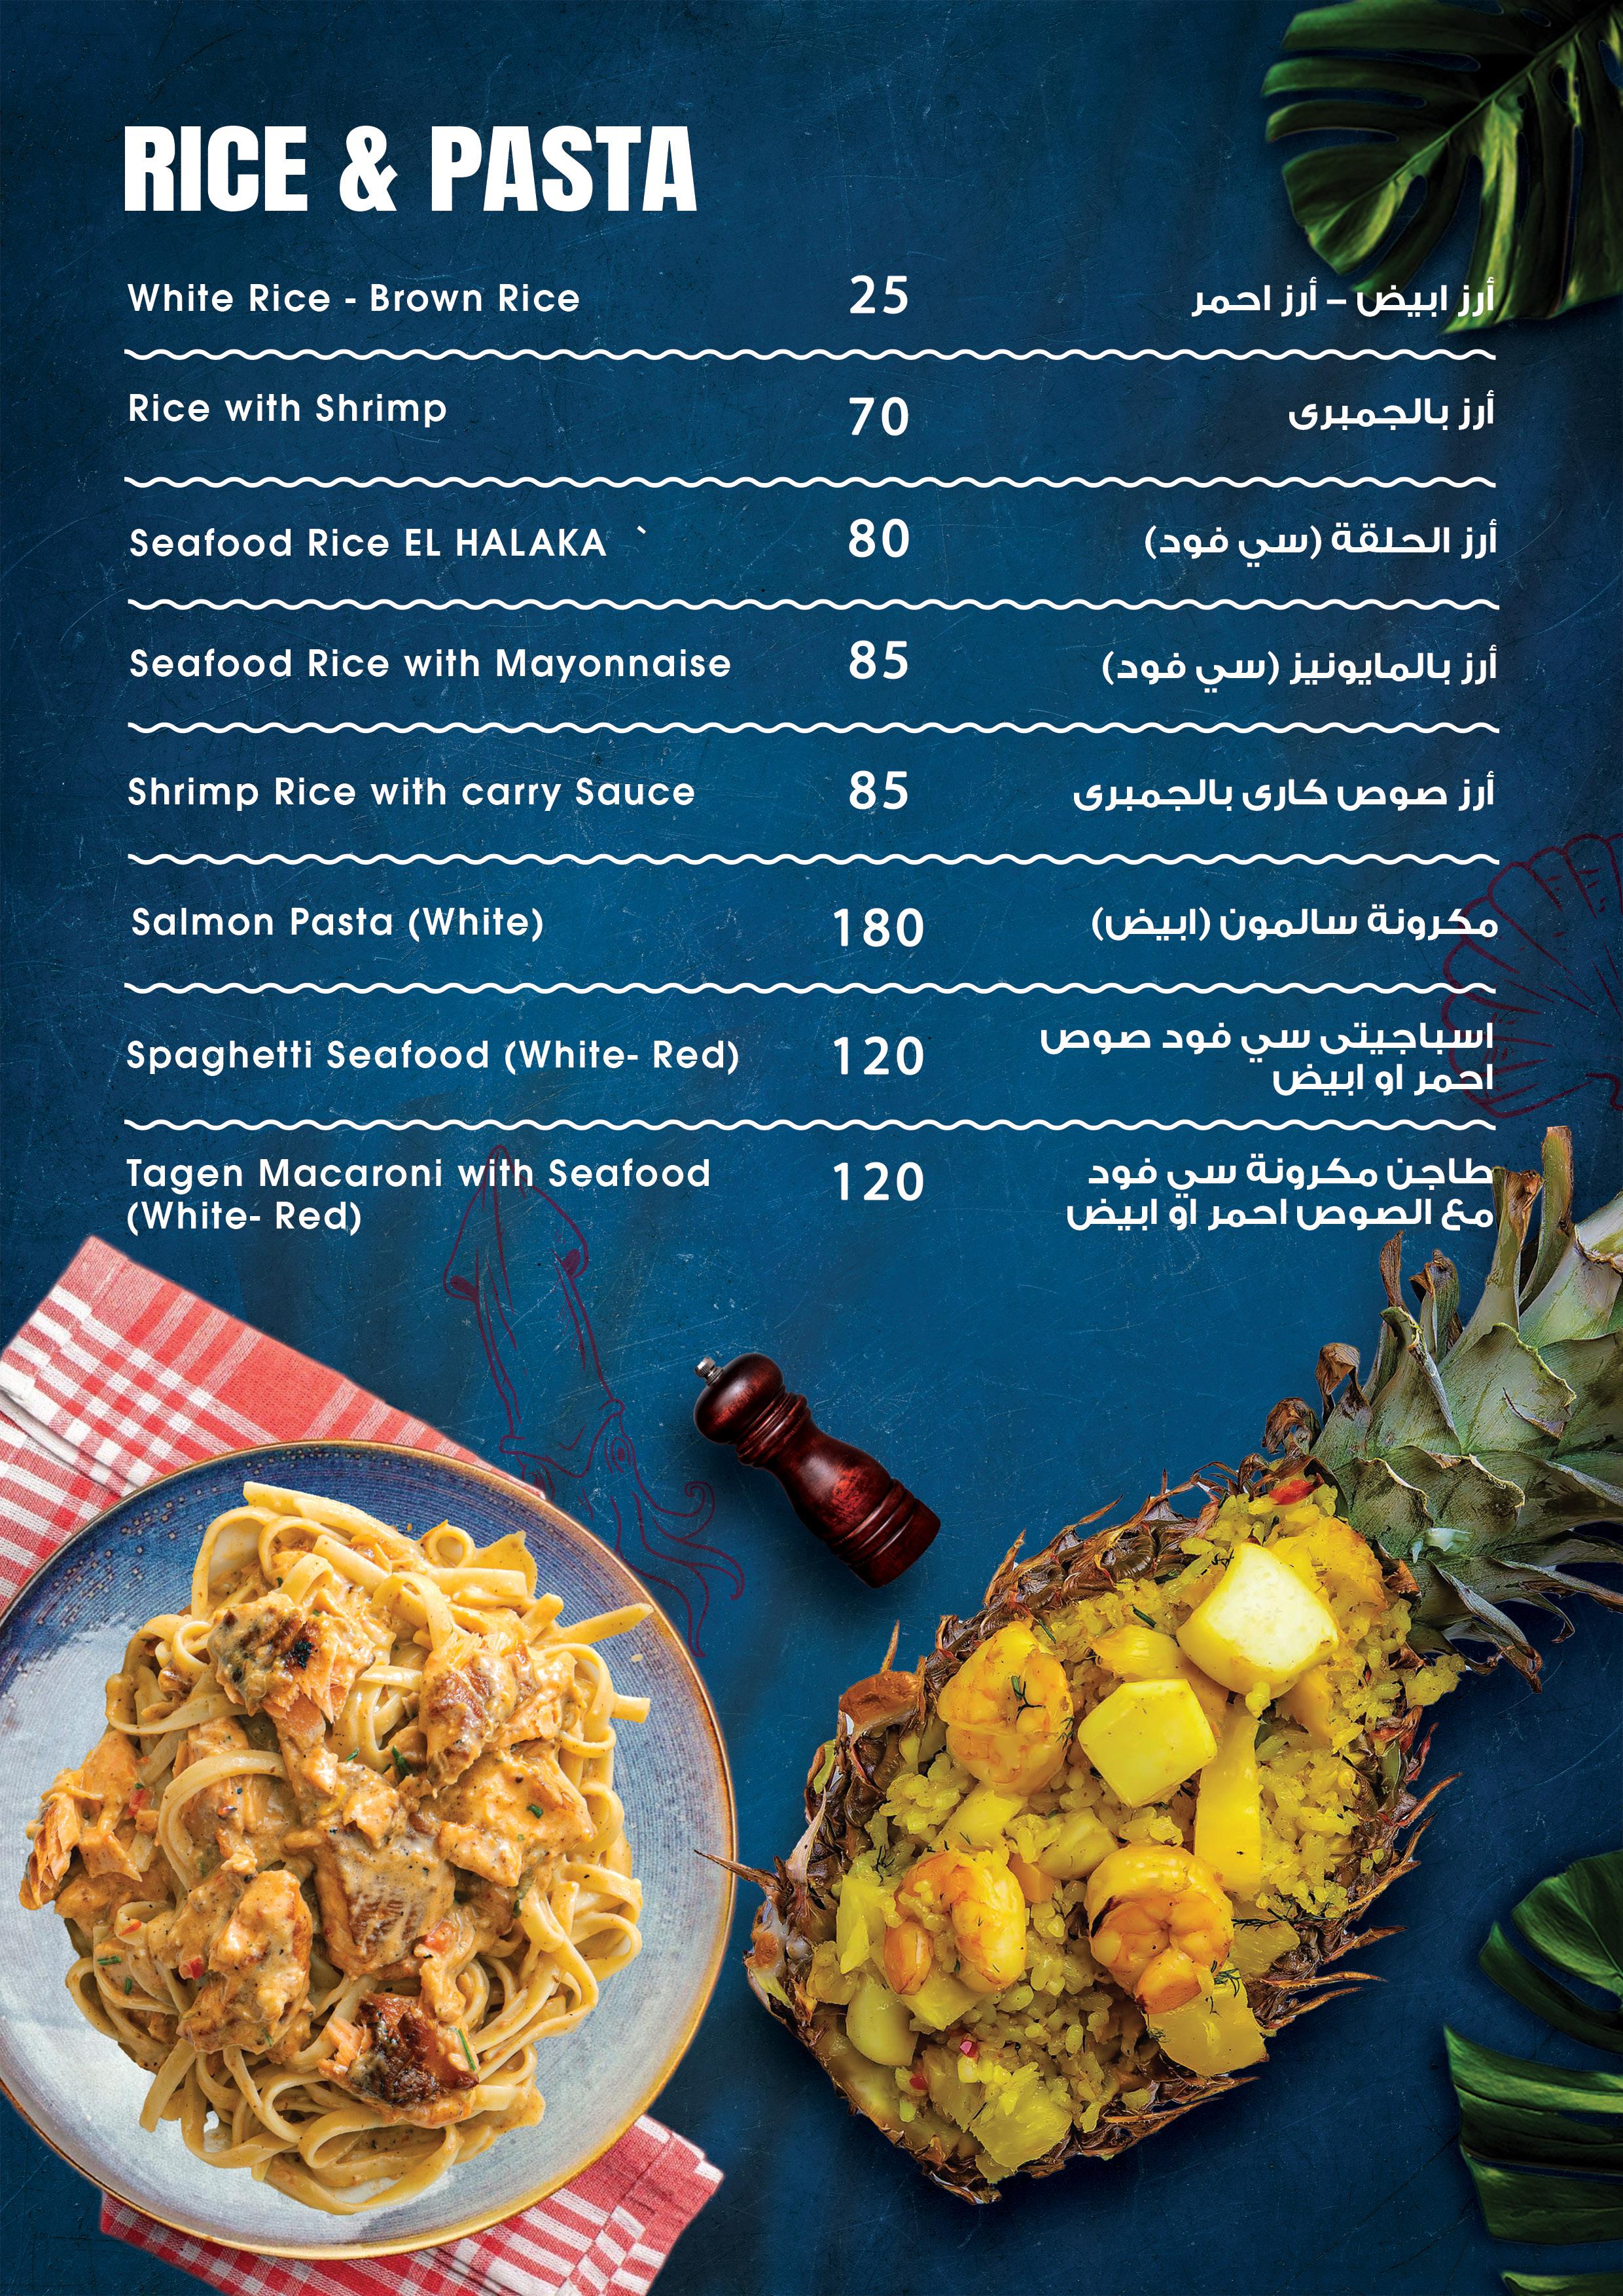 RICE & PASTA
White Rice - Brown Rice 25 أرز ابيض – أرز احمر
Rice with Shrimp 70 أرز بالجمبرى
Seafood Rice EL HALAKA ` 80 أرز الحلقة (سي فود)
Seafood Rice with Mayonnaise 85 أرز بالمايونيز (سي فود)
Shrimp Rice with carry Sauce 85 أرز صوص كارى بالجمبرى
Salmon Pasta (White) 180 مكرونة سالمون (ابيض)
Spaghetti Seafood (White- Red) 120 اسباجيتى سي فود صوص
احمر او ابيض
Tagen Macaroni with Seafood 120 طاجن مكرونة سي فود
(White- Red) مع الصوص احمر او ابيض